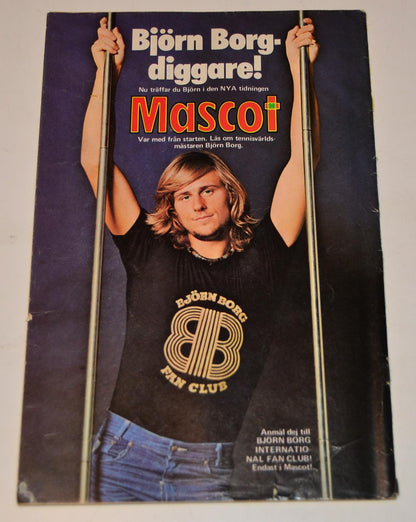 Björn Borg-
diggare!
Nu träffar du Björn i den NYA tidningen
Mascot
Var med från starten. Läs om tennisvärlds-
mästaren Björn Borg.
BJÖRN BORG
BB
FAN CLUB
Anmäl dej till
BJÖRN BORG
INTERNATIO-
NAL FAN CLUB!
Endast i Mascot!